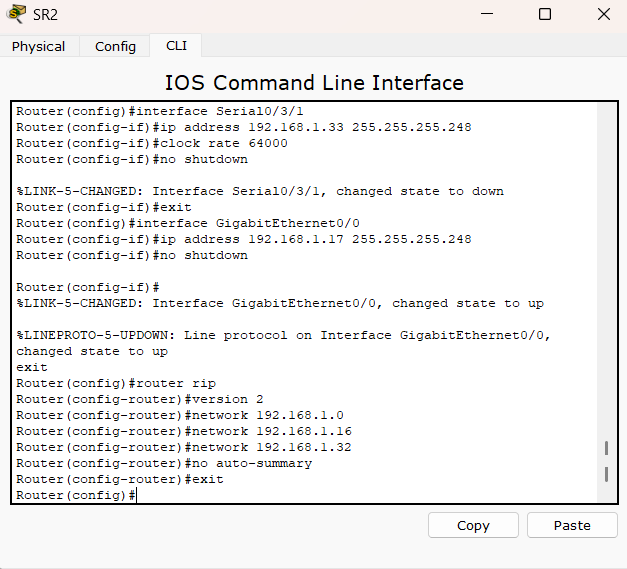 SR2
Physical Config CLI
IOS Command Line Interface
Router(config)#interface Serial0/3/1
Router(config-if)#ip address 192.168.1.33 255.255.255.248
Router(config-if)#clock rate 64000
Router(config-if)#no shutdown
%LINK-5-CHANGED: Interface Serial0/3/1, changed state to down
Router(config-if)#exit
Router(config)#interface GigabitEthernet0/0
Router(config-if)#ip address 192.168.1.17 255.255.255.248
Router(config-if)#no shutdown
Router(config-if)#
%LINK-5-CHANGED: Interface GigabitEthernet0/0, changed state to up
%LINEPROTO-5-UPDOWN: Line protocol on Interface GigabitEthernet0/0,
changed state to up
exit
Router(config)#router rip
Router(config-router)#version 2
Router(config-router)#network 192.168.1.0
Router(config-router)#network 192.168.1.16
Router(config-router)#network 192.168.1.32
Router(config-router)#no auto-summary
Router(config-router)#exit
Router(config)#
Copy Paste